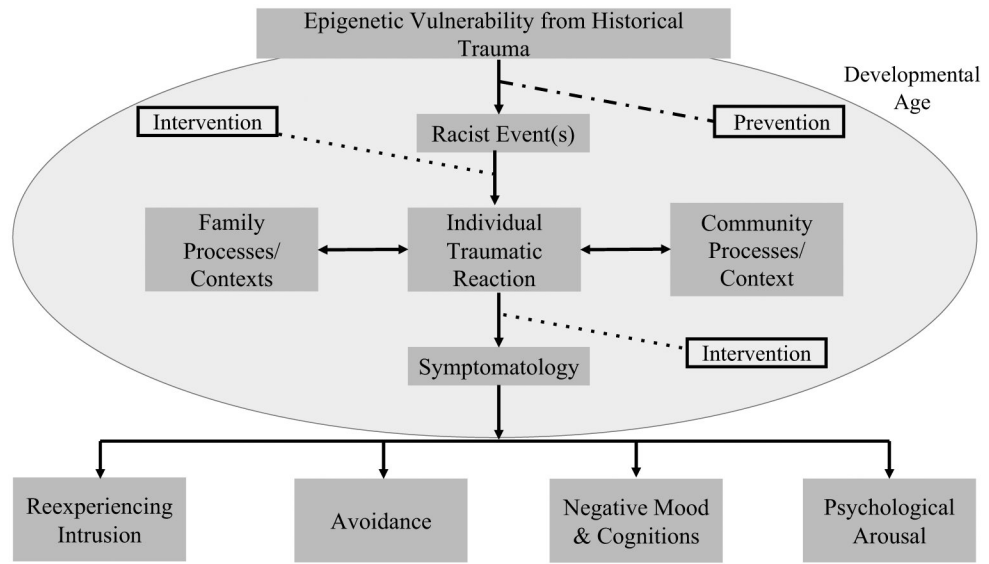 Epigenetic Vulnerability from Historical
Trauma
Developmental
Age
Intervention
Prevention
Racist Event(s)
Family
Processes/
Contexts
Individual
Traumatic
Reaction
Community
Processes/
Context
Intervention
Symptomatology
Reexperiencing
Intrusion
Avoidance
Negative Mood
& Cognitions
Psychological
Arousal